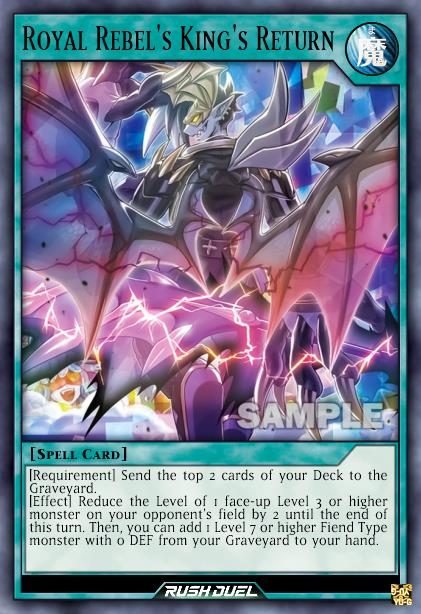 Royal Rebel's King's Return
ま
魔
SAMPLE
[Spell Card]
[Requirement] Send the top 2 cards of your Deck to the
Graveyard.
[Effect] Reduce the Level of 1 face-up Level 3 or higher
monster on your opponent's field by 2 until the end of
this turn. Then, you can add 1 Level 7 or higher Fiend Type
monster with 0 DEF from your Graveyard to your hand.
RUSH DUEL